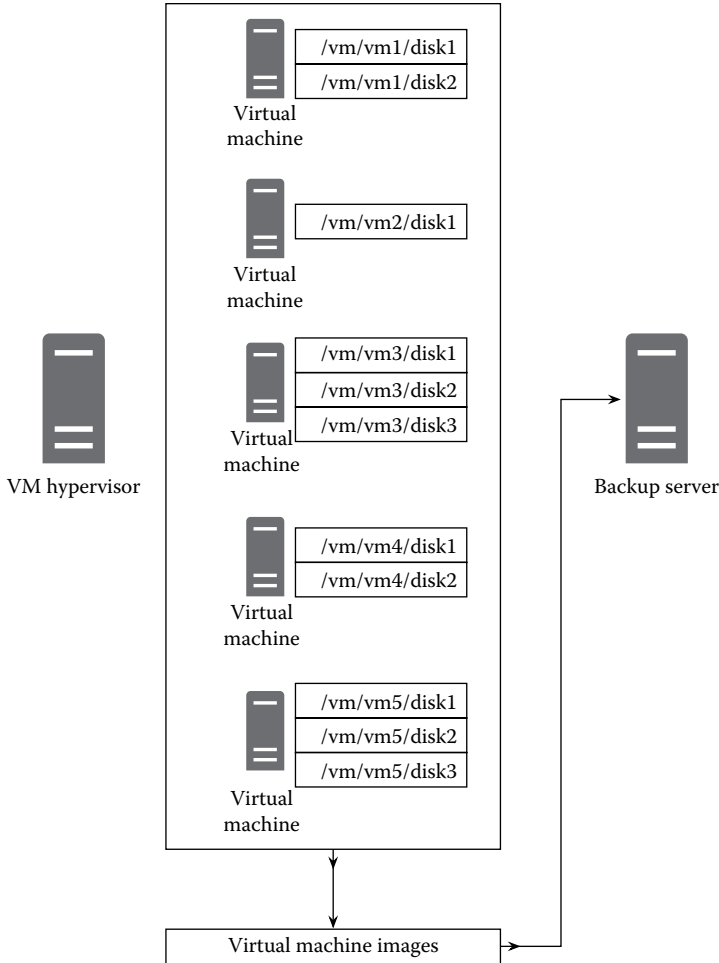 /vm/vm1/disk1
/vm/vm1/disk2
Virtual
machine
/vm/vm2/disk1
Virtual
machine
/vm/vm3/disk1
/vm/vm3/disk2
/vm/vm3/disk3
Virtual
machine
VM hypervisor
Backup server
/vm/vm4/disk1
/vm/vm4/disk2
Virtual
machine
/vm/vm5/disk1
/vm/vm5/disk2
/vm/vm5/disk3
Virtual
machine
Virtual machine images